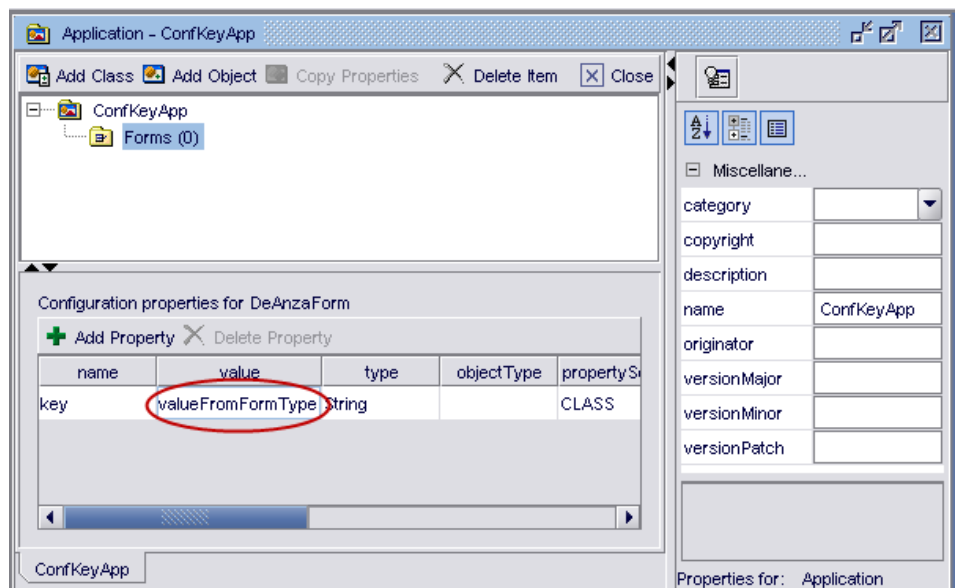 Application - ConfKeyApp
Add Class Add Object Copy Properties Delete Item Close
ConfKeyApp
Forms (0)
Configuration properties for DeAnzaForm
Add Property Delete Property
name value type objectType propertySc
key valueFromFormType String CLASS
ConfKeyApp
Miscellane...
category
copyright
description
name ConfKeyApp
originator
versionMajor
versionMinor
versionPatch
Properties for: Application